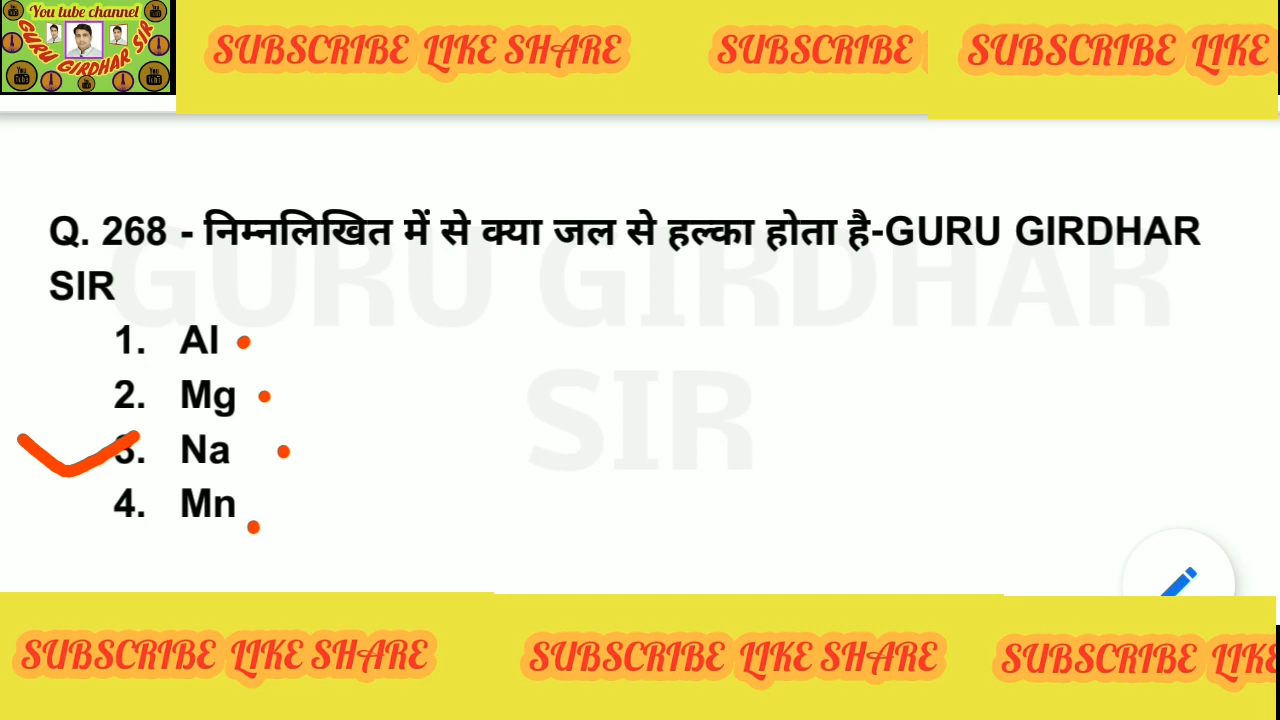 You tube channel
GURU GIRDHAR SIR
SUBSCRIBE LIKE SHARE SUBSCRIBE SUBSCRIBE LIKE
Q. 268 - निम्नलिखित में से क्या जल से हल्का होता है-GURU GIRDHAR
SIR
1. Al
2. Mg
3. Na
4. Mn
GURU GIRDHAR
SIR
SUBSCRIBE LIKE SHARE SUBSCRIBE LIKE SHARE SUBSCRIBE LIKE